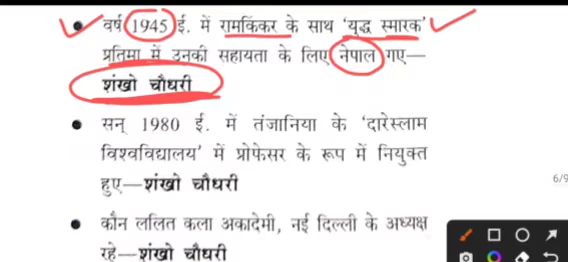 ● वर्ष 1945 ई. में रामकिंकर के साथ ‘युद्ध स्मारक’
प्रतिमा में उनकी सहायता के लिए नेपाल गए—
शंखो चौधरी
● सन् 1980 ई. में तंजानिया के ‘दारेस्लाम
विश्वविद्यालय’ में प्रोफेसर के रूप में नियुक्त
हुए—शंखो चौधरी
● कौन ललित कला अकादेमी, नई दिल्ली के अध्यक्ष
रहे—शंखो चौधरी
6/9